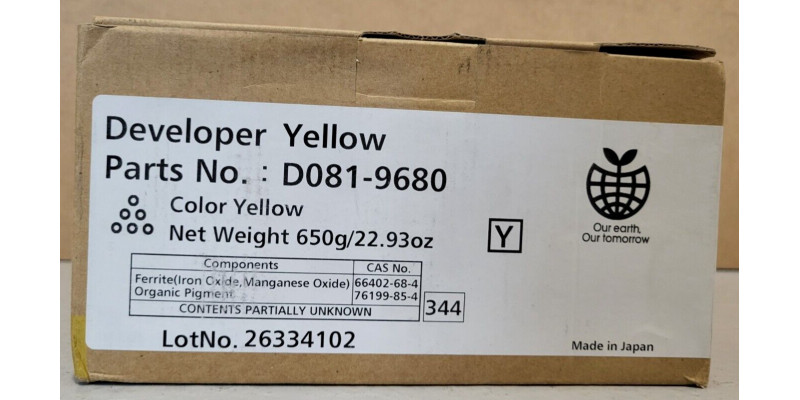 Developer Yellow
Parts No. : D081-9680
Color Yellow
Net Weight 650g/22.93oz
Y
Our earth,
Our tomorrow
Components CAS No.
Ferrite(Iron Oxide,Manganese Oxide) 66402-68-4
Organic Pigment 76199-85-4
CONTENTS PARTIALLY UNKNOWN
344
LotNo. 26334102
Made in Japan